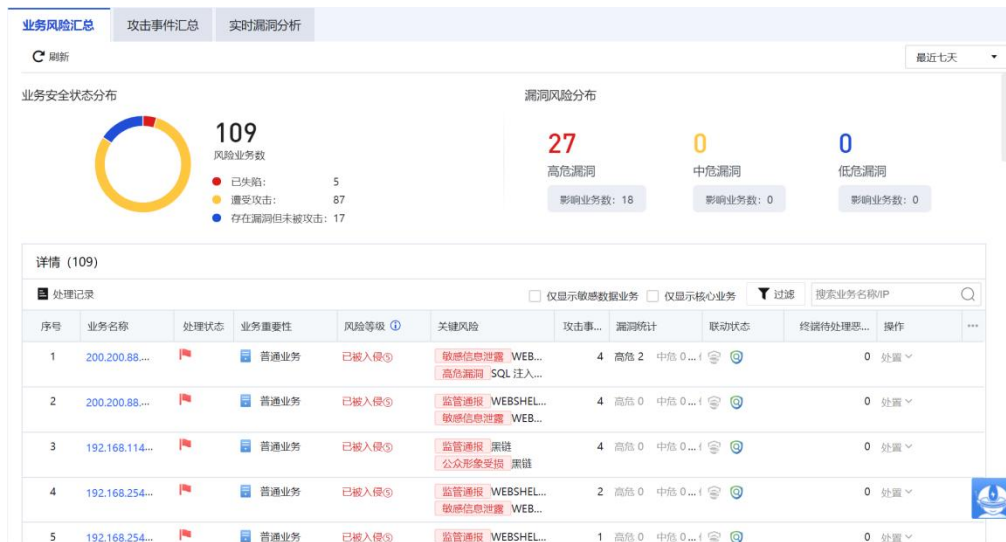 业务风险汇总 攻击事件汇总 实时漏洞分析
刷新 最近七天
业务安全状态分布
109
风险业务数
已失陷: 5
遭受攻击: 87
存在漏洞但未被攻击: 17
漏洞风险分布
27 0 0
高危漏洞 中危漏洞 低危漏洞
影响业务数: 18 影响业务数: 0 影响业务数: 0
详情 (109)
处理记录 仅显示敏感数据业务 仅显示核心业务 过滤 搜索业务名称/IP
序号 业务名称 处理状态 业务重要性 风险等级 关键风险 攻击事... 漏洞统计 联动状态 终端待处理恶... 操作 ...
1 200.200.88.... 普通业务 已被入侵⑤ 敏感信息泄露 WEB... 4 高危 2 中危 0... 0 处置
高危漏洞 SQL 注入...
2 200.200.88.... 普通业务 已被入侵⑤ 监管通报 WEBSHEL... 4 高危 0 中危 0... 0 处置
敏感信息泄露 WEB...
3 192.168.114... 普通业务 已被入侵⑤ 监管通报 黑链 4 高危 0 中危 0... 0 处置
公众形象受损 黑链
4 192.168.254... 普通业务 已被入侵⑤ 监管通报 WEBSHEL... 2 高危 0 中危 0... 0 处置
敏感信息泄露 WEB...
5 192.168.254... 普通业务 已被入侵⑤ 监管通报 WEBSHEL... 1 高危 0 中危 0... 0 处置